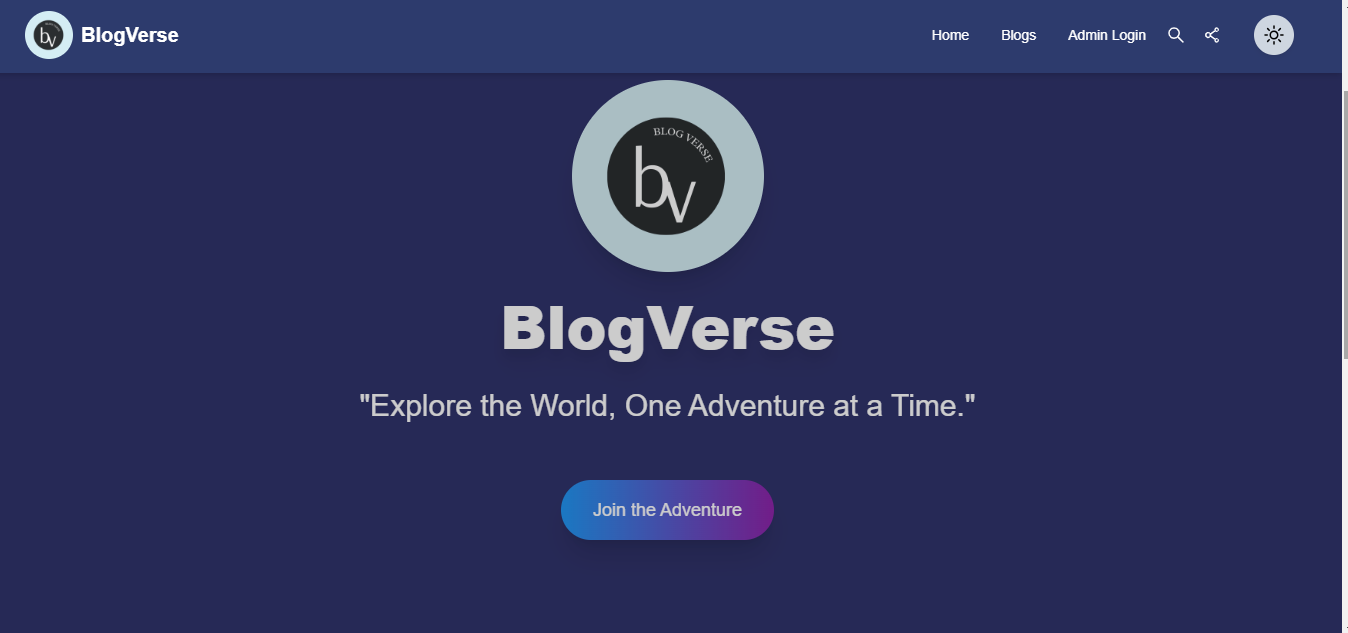 BlogVerse
Home
Blogs
Admin Login
BLOG VERSE
bv
BlogVerse
"Explore the World, One Adventure at a Time."
Join the Adventure